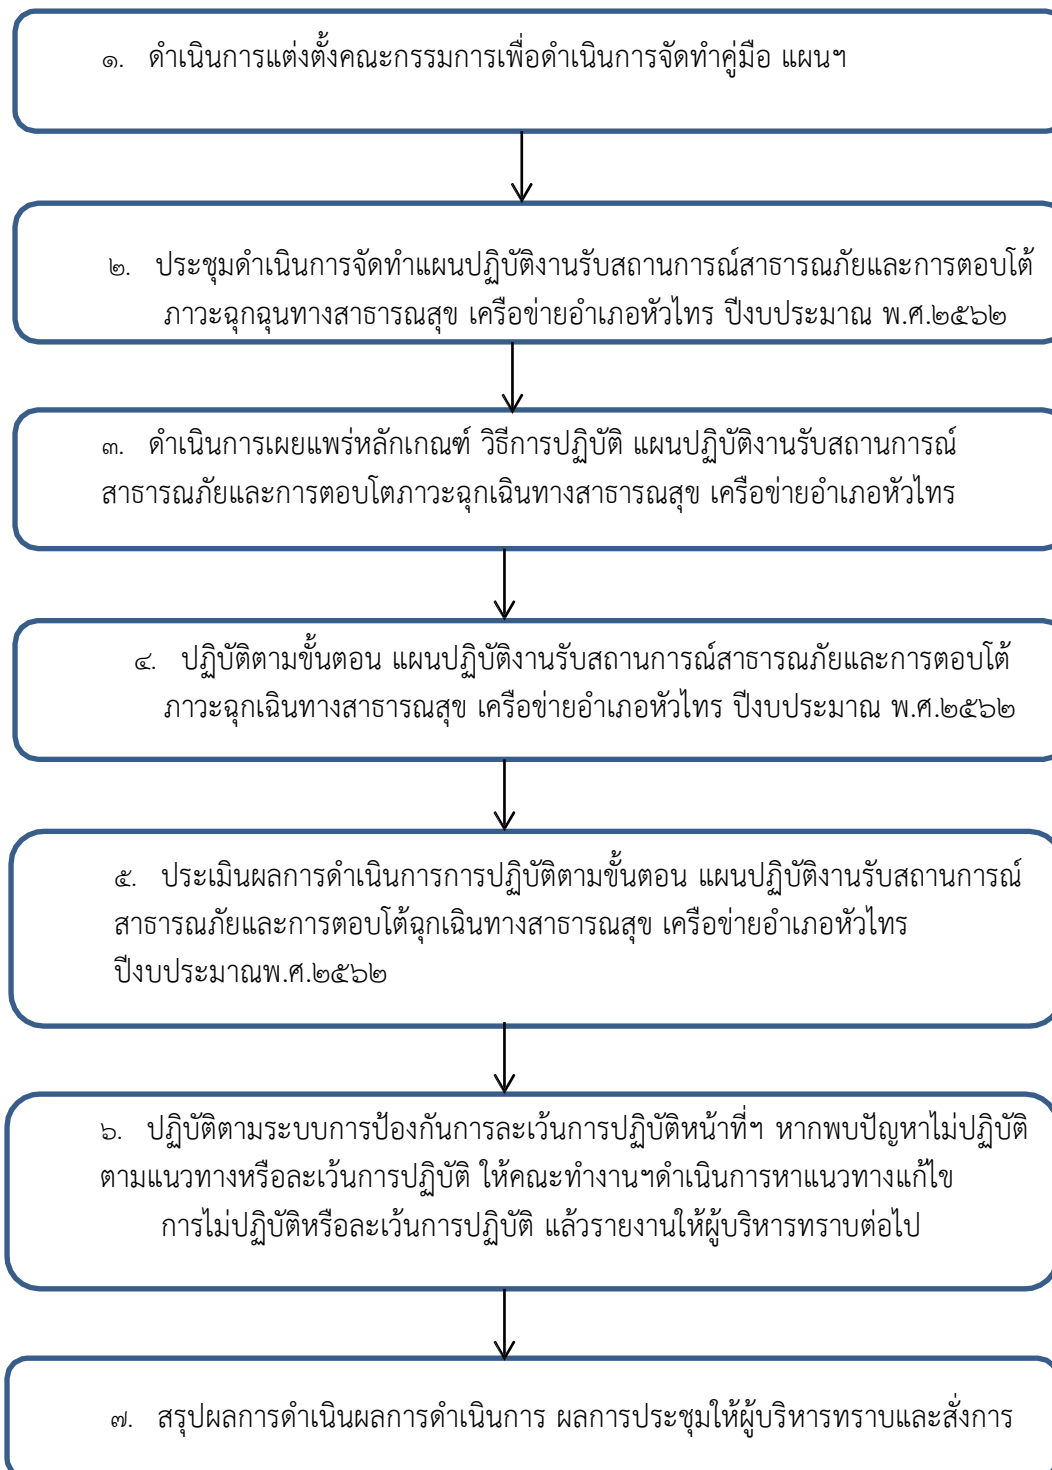 ๑. ดำเนินการแต่งตั้งคณะกรรมการเพื่อดำเนินการจัดทำคู่มือ แผนฯ
๒. ประชุมดำเนินการจัดทำแผนปฏิบัติงานรับสถานการณ์สาธารณภัยและการตอบโต้
ภาวะฉุกฉุนทางสาธารณสุข เครือข่ายอำเภอหัวไทร ปีงบประมาณ พ.ศ.๒๕๖๒
๓. ดำเนินการเผยแพร่หลักเกณฑ์ วิธีการปฏิบัติ แผนปฏิบัติงานรับสถานการณ์
สาธารณภัยและการตอบโตภาวะฉุกเฉินทางสาธารณสุข เครือข่ายอำเภอหัวไทร
๔. ปฏิบัติตามขั้นตอน แผนปฏิบัติงานรับสถานการณ์สาธารณภัยและการตอบโต้
ภาวะฉุกเฉินทางสาธารณสุข เครือข่ายอำเภอหัวไทร ปีงบประมาณ พ.ศ.๒๕๖๒
๕. ประเมินผลการดำเนินการการปฏิบัติตามขั้นตอน แผนปฏิบัติงานรับสถานการณ์
สาธารณภัยและการตอบโต้ฉุกเฉินทางสาธารณสุข เครือข่ายอำเภอหัวไทร
ปีงบประมาณพ.ศ.๒๕๖๒
๖. ปฏิบัติตามระบบการป้องกันการละเว้นการปฏิบัติหน้าที่ฯ หากพบปัญหาไม่ปฏิบัติ
ตามแนวทางหรือละเว้นการปฏิบัติ ให้คณะทำงานฯดำเนินการหาแนวทางแก้ไข
การไม่ปฏิบัติหรือละเว้นการปฏิบัติ แล้วรายงานให้ผู้บริหารทราบต่อไป
๗. สรุปผลการดำเนินผลการดำเนินการ ผลการประชุมให้ผู้บริหารทราบและสั่งการ